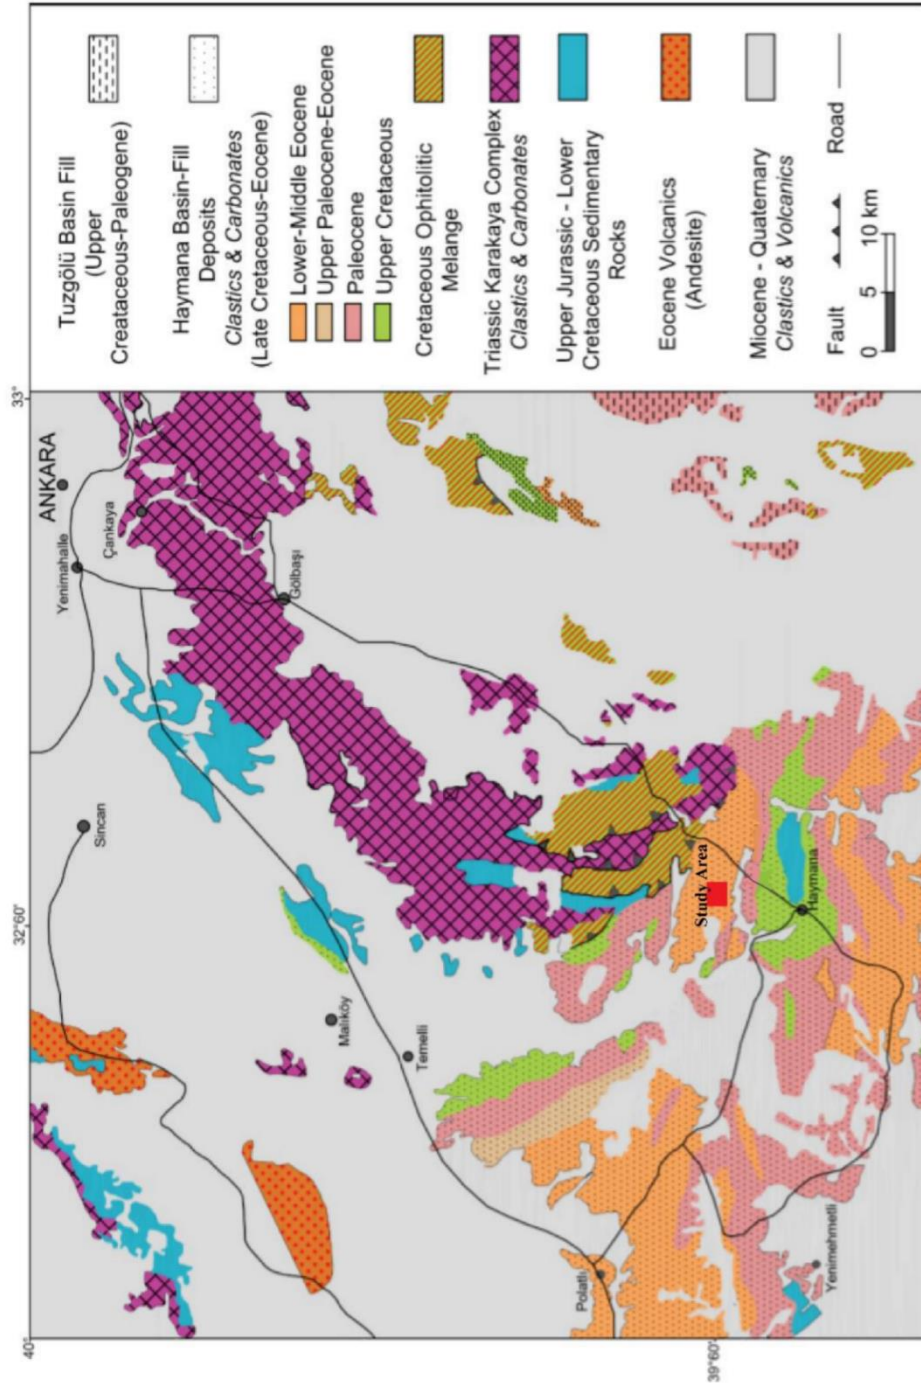 40°
39°60'
32°60'
33°
ANKARA
Yenimahalle
Çankaya
Gölbaşı
Sincan
Malıköy
Temelli
Polatlı
Yenimehmetli
Haymana
Study Area
Tuzgölü Basin Fill
(Upper
Creataceous-Paleogene)
Haymana Basin-Fill
Deposits
Clastics & Carbonates
(Late Cretaceous-Eocene)
Lower-Middle Eocene
Upper Paleocene-Eocene
Paleocene
Upper Cretaceous
Cretaceous Ophitolitic
Melange
Triassic Karakaya Complex
Clastics & Carbonates
Upper Jurassic - Lower
Cretaceous Sedimentary
Rocks
Eocene Volcanics
(Andesite)
Miocene - Quaternary
Clastics & Volcanics
Fault
Road
0 5 10 km